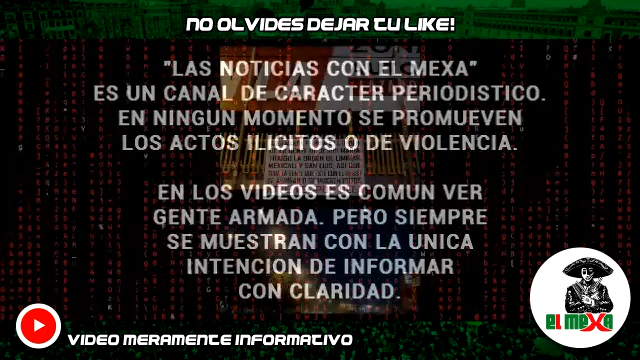 NO OLVIDES DEJAR TU LIKE!
"LAS NOTICIAS CON EL MEXA"
ES UN CANAL DE CARACTER PERIODISTICO.
EN NINGUN MOMENTO SE PROMUEVEN
LOS ACTOS ILICITOS O DE VIOLENCIA.
EN LOS VIDEOS ES COMUN VER
GENTE ARMADA. PERO SIEMPRE
SE MUESTRAN CON LA UNICA
INTENCION DE INFORMAR
CON CLARIDAD.
EL MEXA
VIDEO MERAMENTE INFORMATIVO